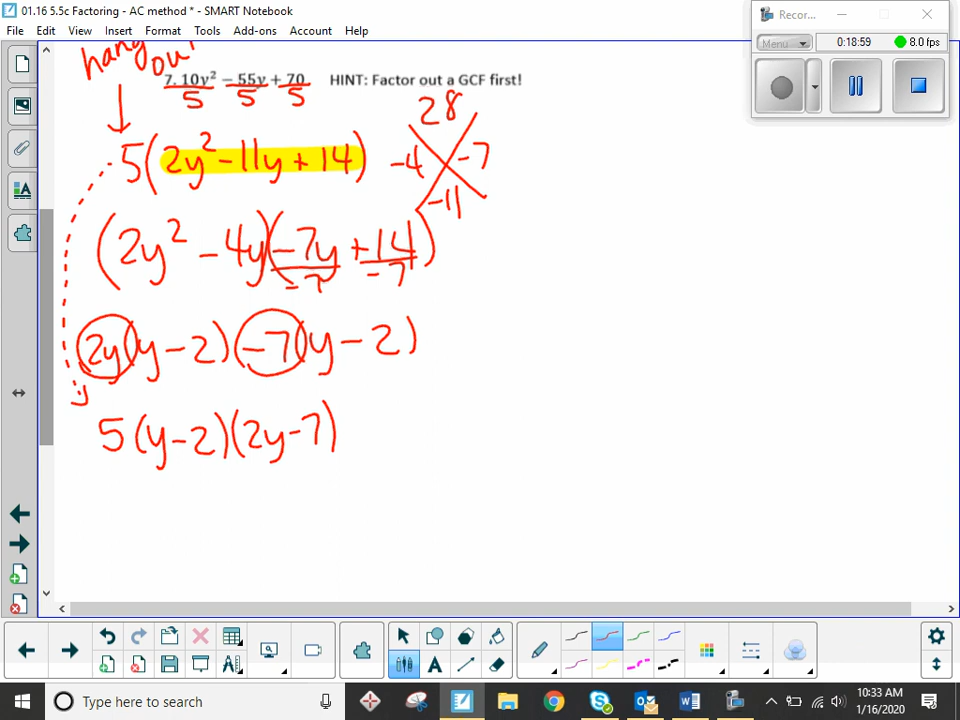 01.16 5.5c Factoring - AC method * - SMART Notebook
File Edit View Insert Format Tools Add-ons Account Help
Recor...
Menu 0:18:59 8.0 fps
hang out
7. 10y² − 55y + 70 HINT: Factor out a GCF first!
5 5 5
28
5(2y² - 11y + 14) -4 -7
-11
(2y² - 4y)(-7y + 14)
-7 -7
2y(y - 2)(-7)(y - 2)
5(y-2)(2y-7)
A
Type here to search
10:33 AM
1/16/2020